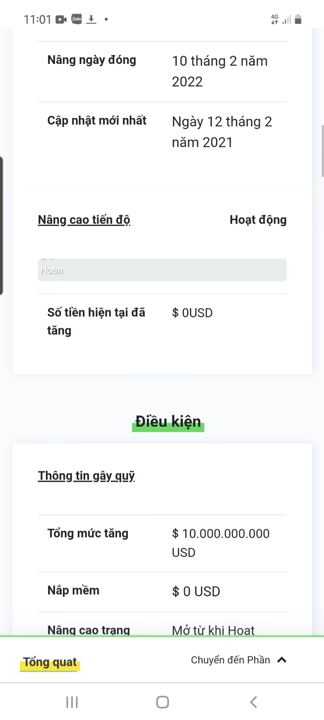 11:01
4G
Nâng ngày đóng
10 tháng 2 năm
2022
Cập nhật mới nhất
Ngày 12 tháng 2
năm 2021
Nâng cao tiến độ
Hoạt động
Hoàn
Số tiền hiện tại đã
tăng
$ 0USD
Điều kiện
Thông tin gây quỹ
Tổng mức tăng
$ 10.000.000.000
USD
Nắp mềm
$ 0 USD
Nâng cao trạng
Mở từ khi Hoạt
Tổng quat
Chuyển đến Phần